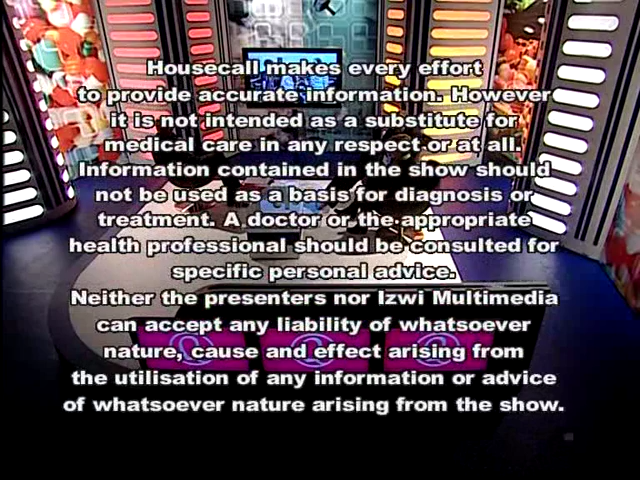 Housecall makes every effort
to provide accurate information. However
it is not intended as a substitute for
medical care in any respect or at all.
Information contained in the show should
not be used as a basis for diagnosis or
treatment. A doctor or the appropriate
health professional should be consulted for
specific personal advice.
Neither the presenters nor Izwi Multimedia
can accept any liability of whatsoever
nature, cause and effect arising from
the utilisation of any information or advice
of whatsoever nature arising from the show.